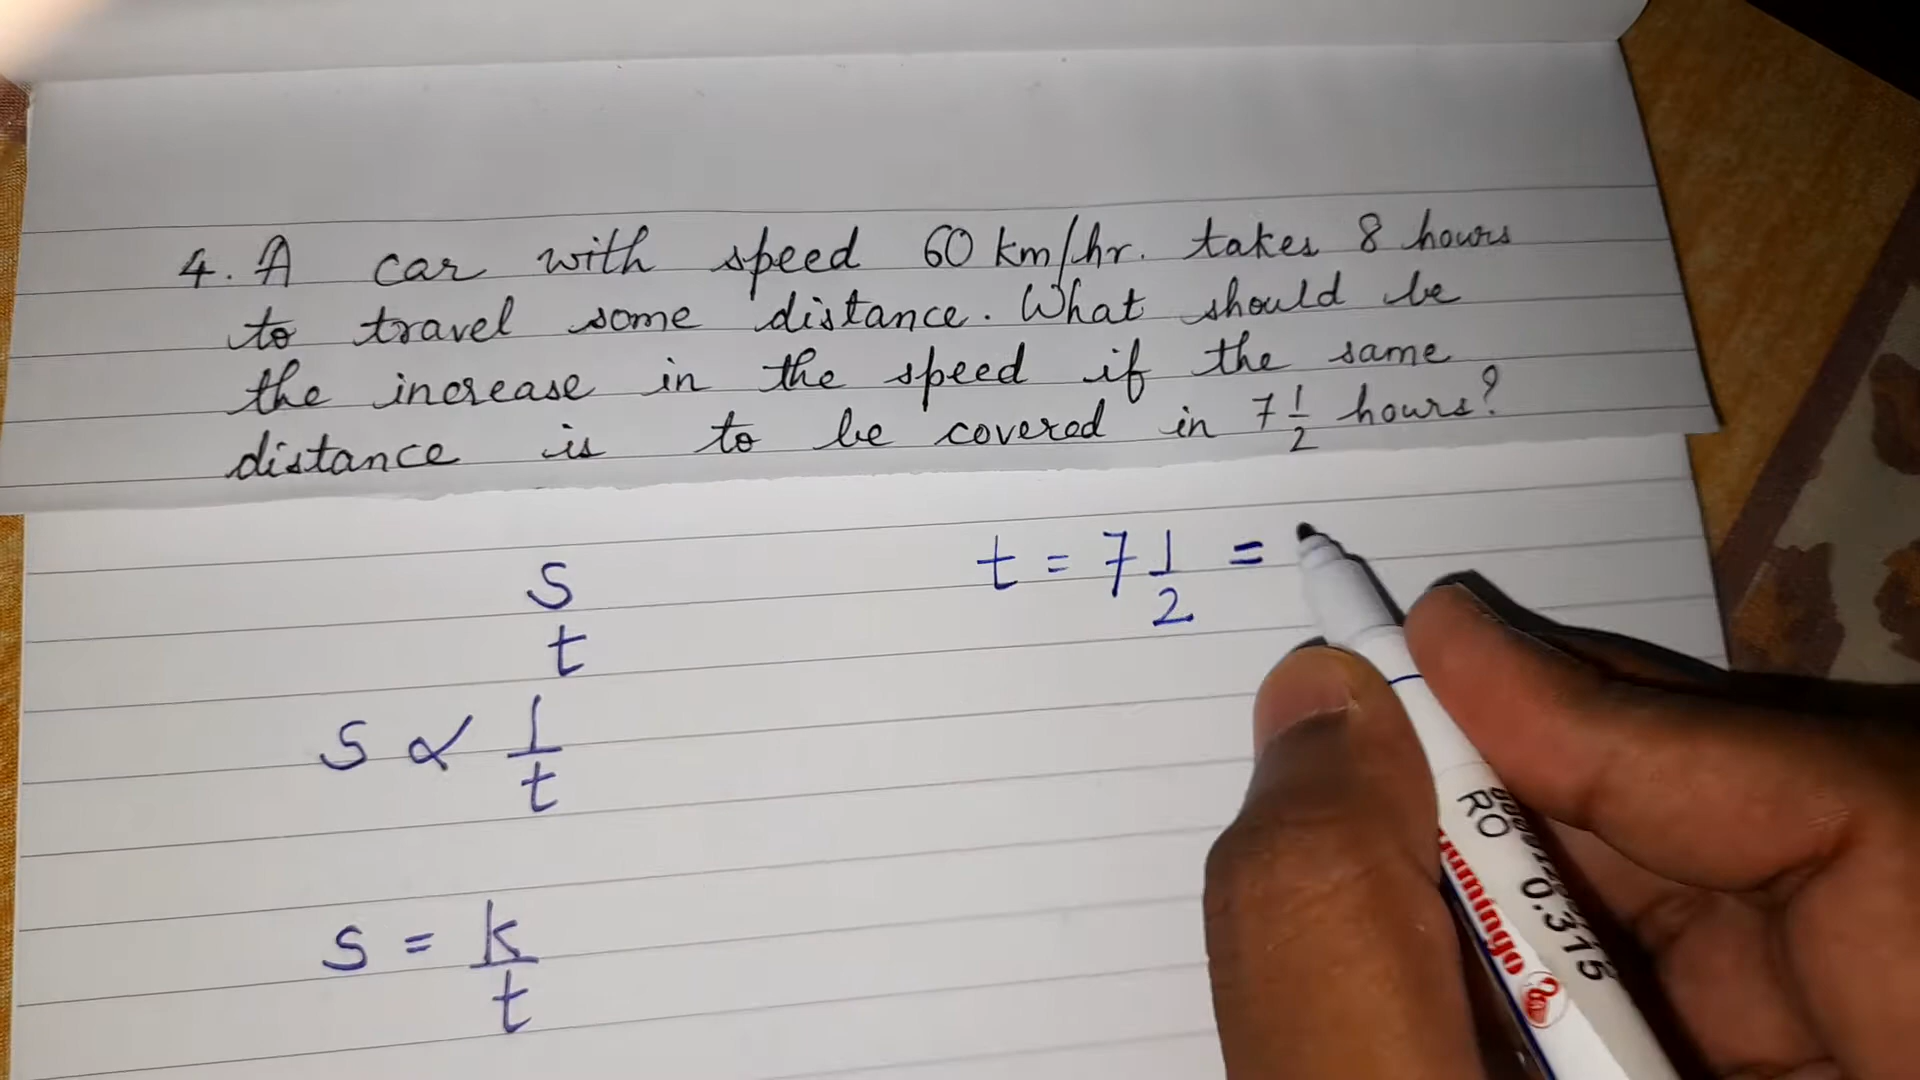 4. A car with speed 60 km/hr. takes 8 hours
to travel some distance. What should be
the increase in the speed if the same
distance is to be covered in 7 1/2 hours?
s
t
t = 7 1/2 =
s ∝ 1/t
s = k/t
RO 0.315